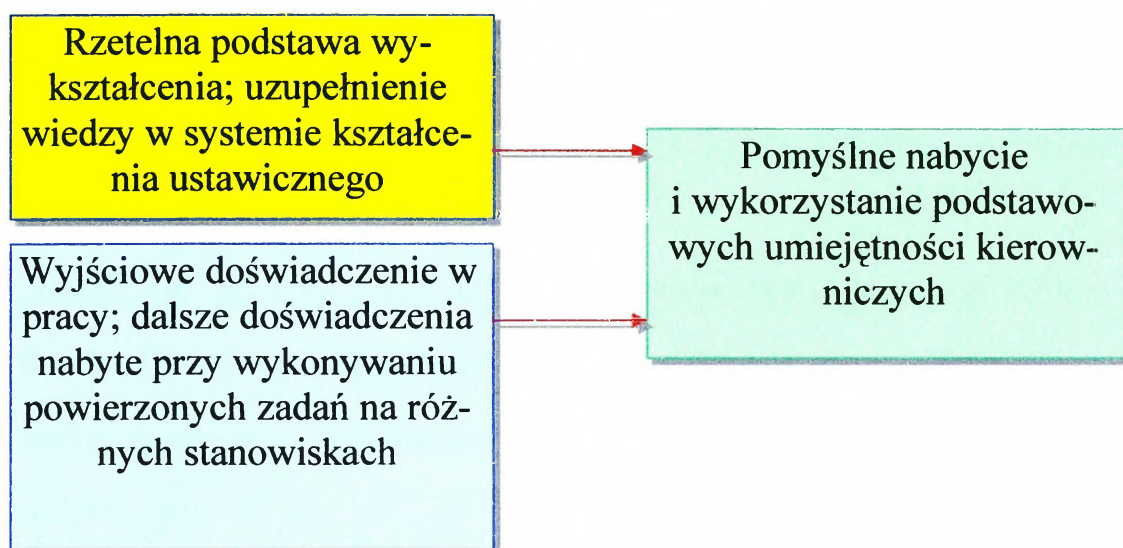 Rzetelna podstawa wy-
kształcenia; uzupełnienie
wiedzy w systemie kształce-
nia ustawicznego
Wyjściowe doświadczenie w
pracy; dalsze doświadczenia
nabyte przy wykonywaniu
powierzonych zadań na róż-
nych stanowiskach
Pomyślne nabycie
i wykorzystanie podstawo-
wych umiejętności kierow-
niczych